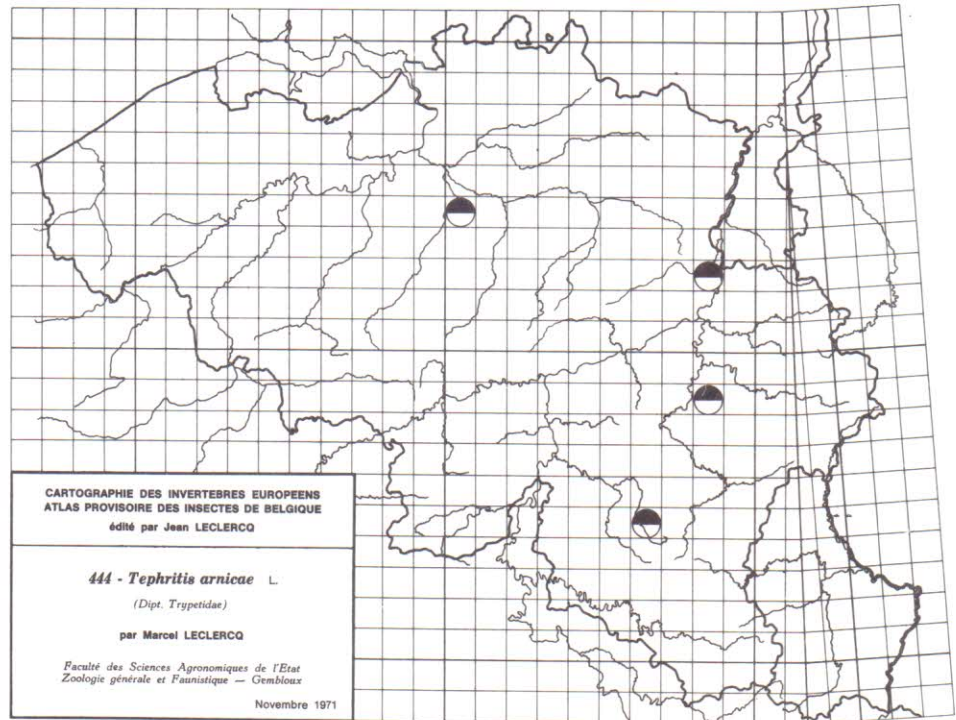 CARTOGRAPHIE DES INVERTEBRES EUROPEENS
ATLAS PROVISOIRE DES INSECTES DE BELGIQUE
édité par Jean LECLERCQ
444 - Tephritis arnicae L.
(Dipt. Trypetidae)
par Marcel LECLERCQ
Faculté des Sciences Agronomiques de l'Etat
Zoologie générale et Faunistique — Gembloux
Novembre 1971